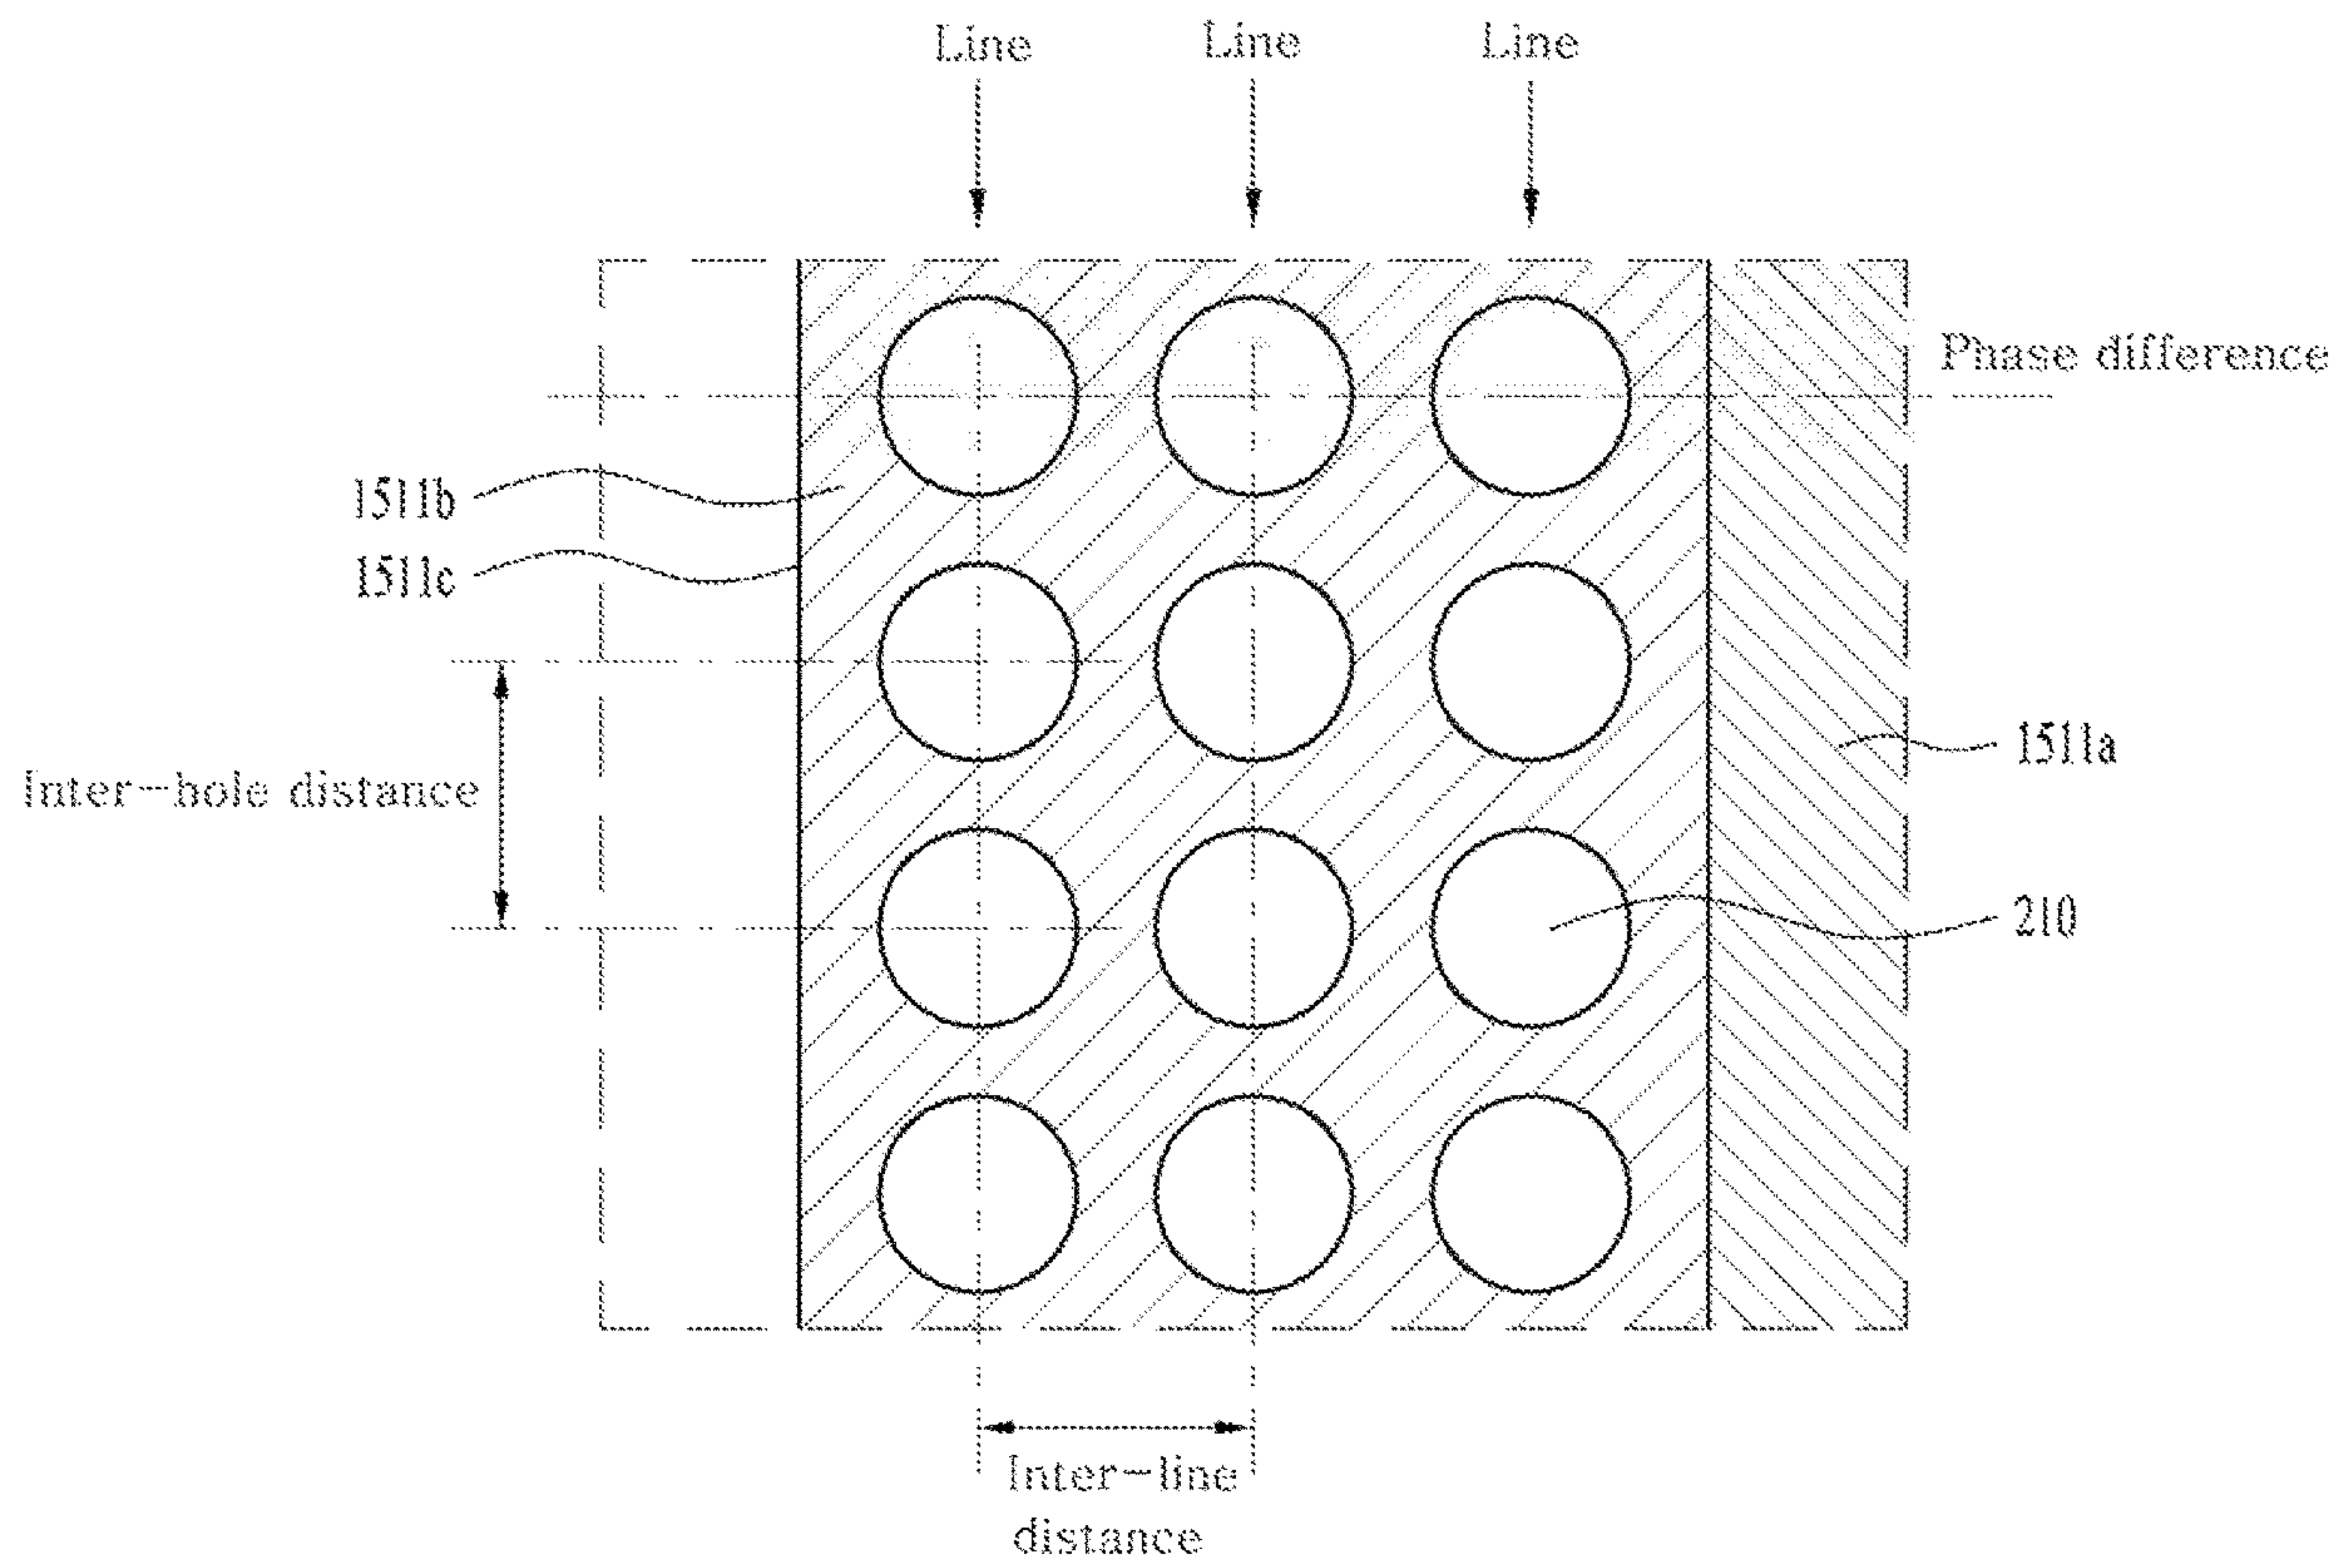 Line Line Line
Phase difference
1511b
1511c
1511a
Inter-hole distance
210
Inter-line
distance